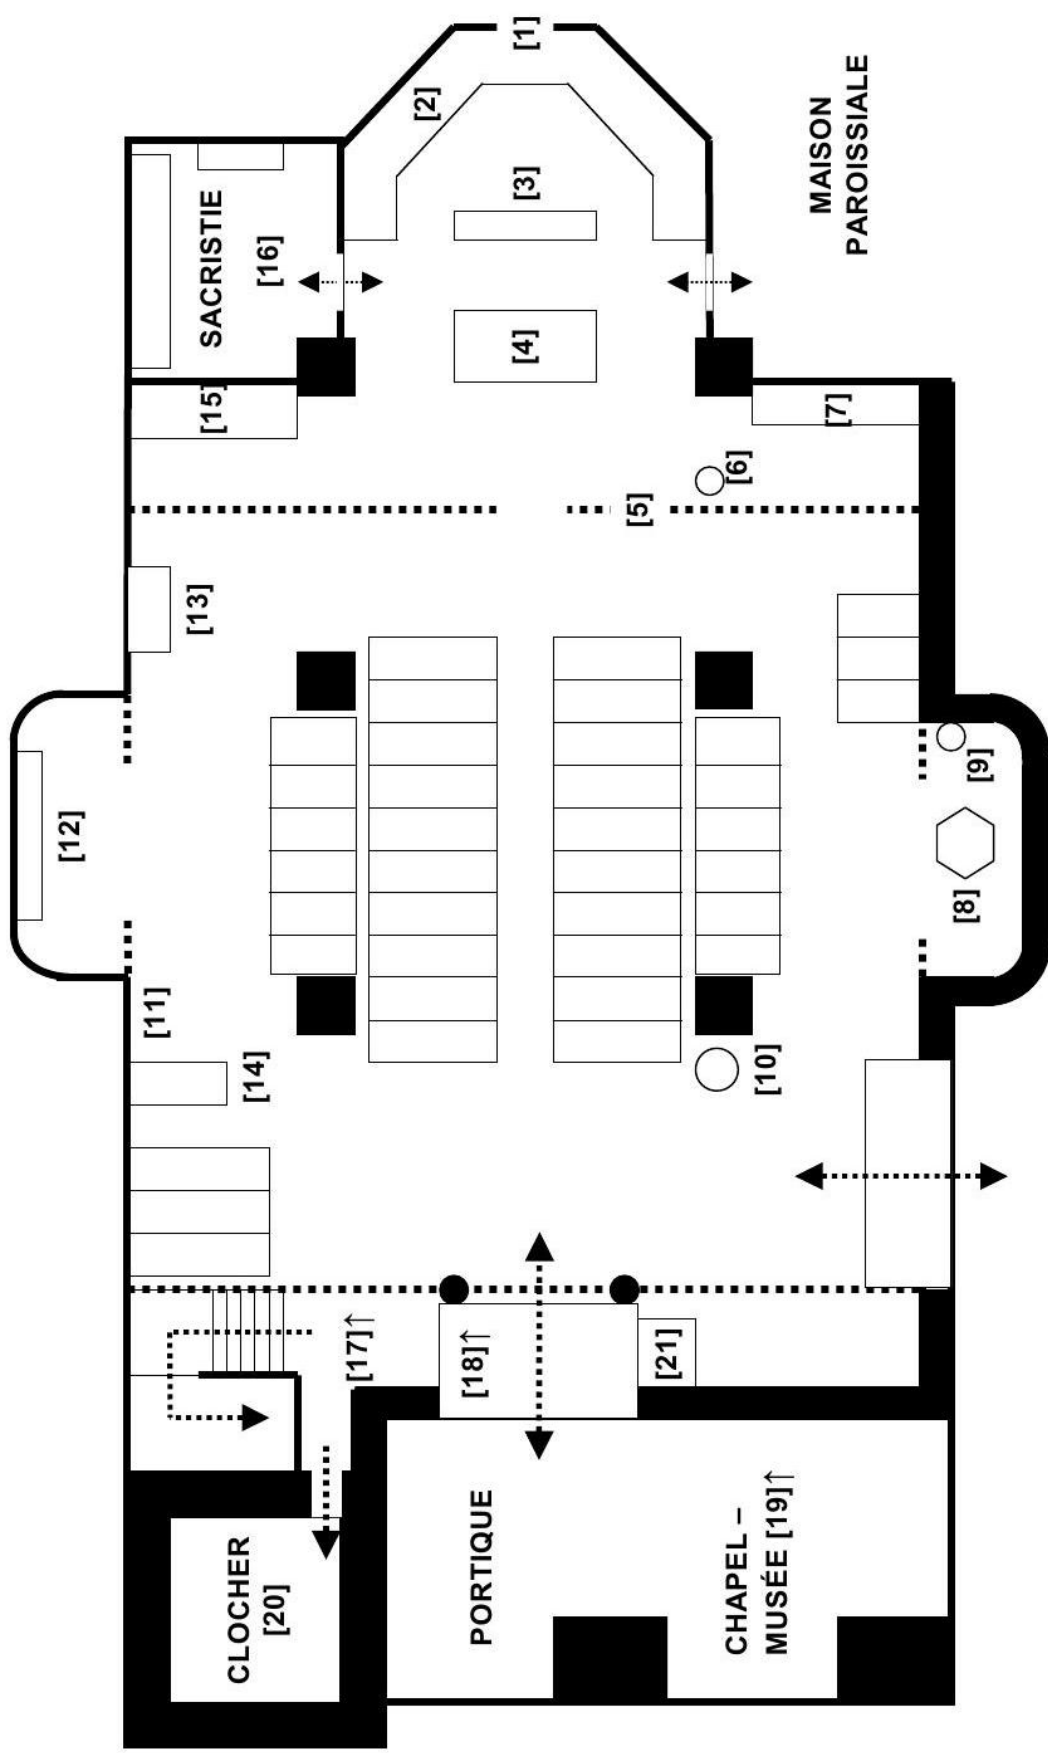 [1]
[2]
[3]
[4]
[5]
[6]
[7]
[8]
[9]
[10]
[11]
[12]
[13]
[14]
[15]
SACRISTIE
[16]
MAISON
PAROISSIALE
[17]↑
[18]↑
[21]
CLOCHER
[20]
PORTIQUE
CHAPEL –
MUSÉE [19]↑